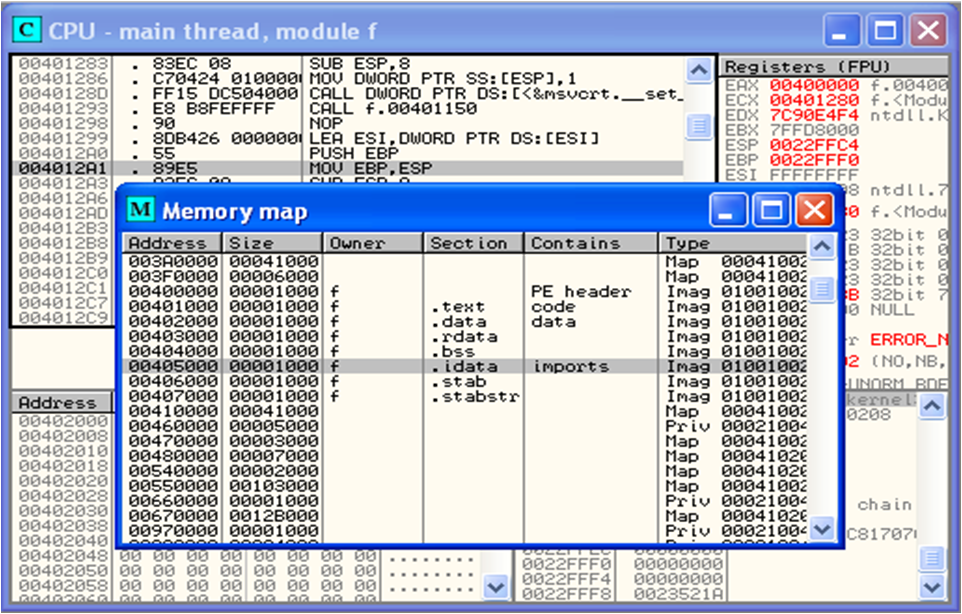 C CPU - main thread, module f
00401283 . 83EC 08 SUB ESP,8
00401286 . C70424 010000 MOV DWORD PTR SS:[ESP],1
0040128D . FF15 DC504000 CALL DWORD PTR DS:[<&msvcrt.__set_
00401293 . E8 B8FEFFFF CALL f.00401150
00401298 . 90 NOP
00401299 . 8DB426 000000 LEA ESI,DWORD PTR DS:[ESI]
004012A0 . 55 PUSH EBP
004012A1 . 89E5 MOV EBP,ESP
004012A3
004012A6
004012AD
004012B3
004012B8
004012B9
004012C0
004012C1
004012C7
004012C9
Registers (FPU)
EAX 00400000 f.00400
ECX 00401280 f.<Modu
EDX 7C90E4F4 ntdll.K
EBX 7FFD8000
ESP 0022FFC4
EBP 0022FFF0
ESI FFFFFFFF
8 ntdll.7
0 f.<Modu
3 32bit 0
B 32bit 0
3 32bit 0
3 32bit 0
B 32bit 7
0 NULL
r ERROR_N
2 (NO,NB,
M Memory map
Address Size Owner Section Contains Type
003A0000 00041000 Map 00041002
003F0000 00006000 Map 00041002
00400000 00001000 f PE header Imag 01001002
00401000 00001000 f .text code Imag 01001002
00402000 00001000 f .data data Imag 01001002
00403000 00001000 f .rdata Imag 01001002
00404000 00001000 f .bss Imag 01001002
00405000 00001000 f .idata imports Imag 01001002
00406000 00001000 f .stab Imag 01001002
00407000 00001000 f .stabstr Imag 01001002
00410000 00041000 Map 00041002
00460000 00005000 Priv 00021004
00470000 00003000 Map 00041002
00480000 00007000 Map 00041020
00540000 00002000 Map 00041020
00550000 00103000 Map 00041002
00660000 00001000 Priv 00021004
00670000 0012B000 Map 00041020
00970000 00001000 Priv 00021004
Address
00402000
00402008
00402010
00402018
00402020
00402028
00402030
00402038
00402040
00402048 00 00 00 00 00 00 00 00 ........
00402050 00 00 00 00 00 00 00 00 ........
00402058 00 00 00 00 00 00 00 00 ........
kernel
0208
chain
C81707
0022FFEC 00000000
0022FFF0 00000000
0022FFF4 00000000
0022FFF8 0023521A